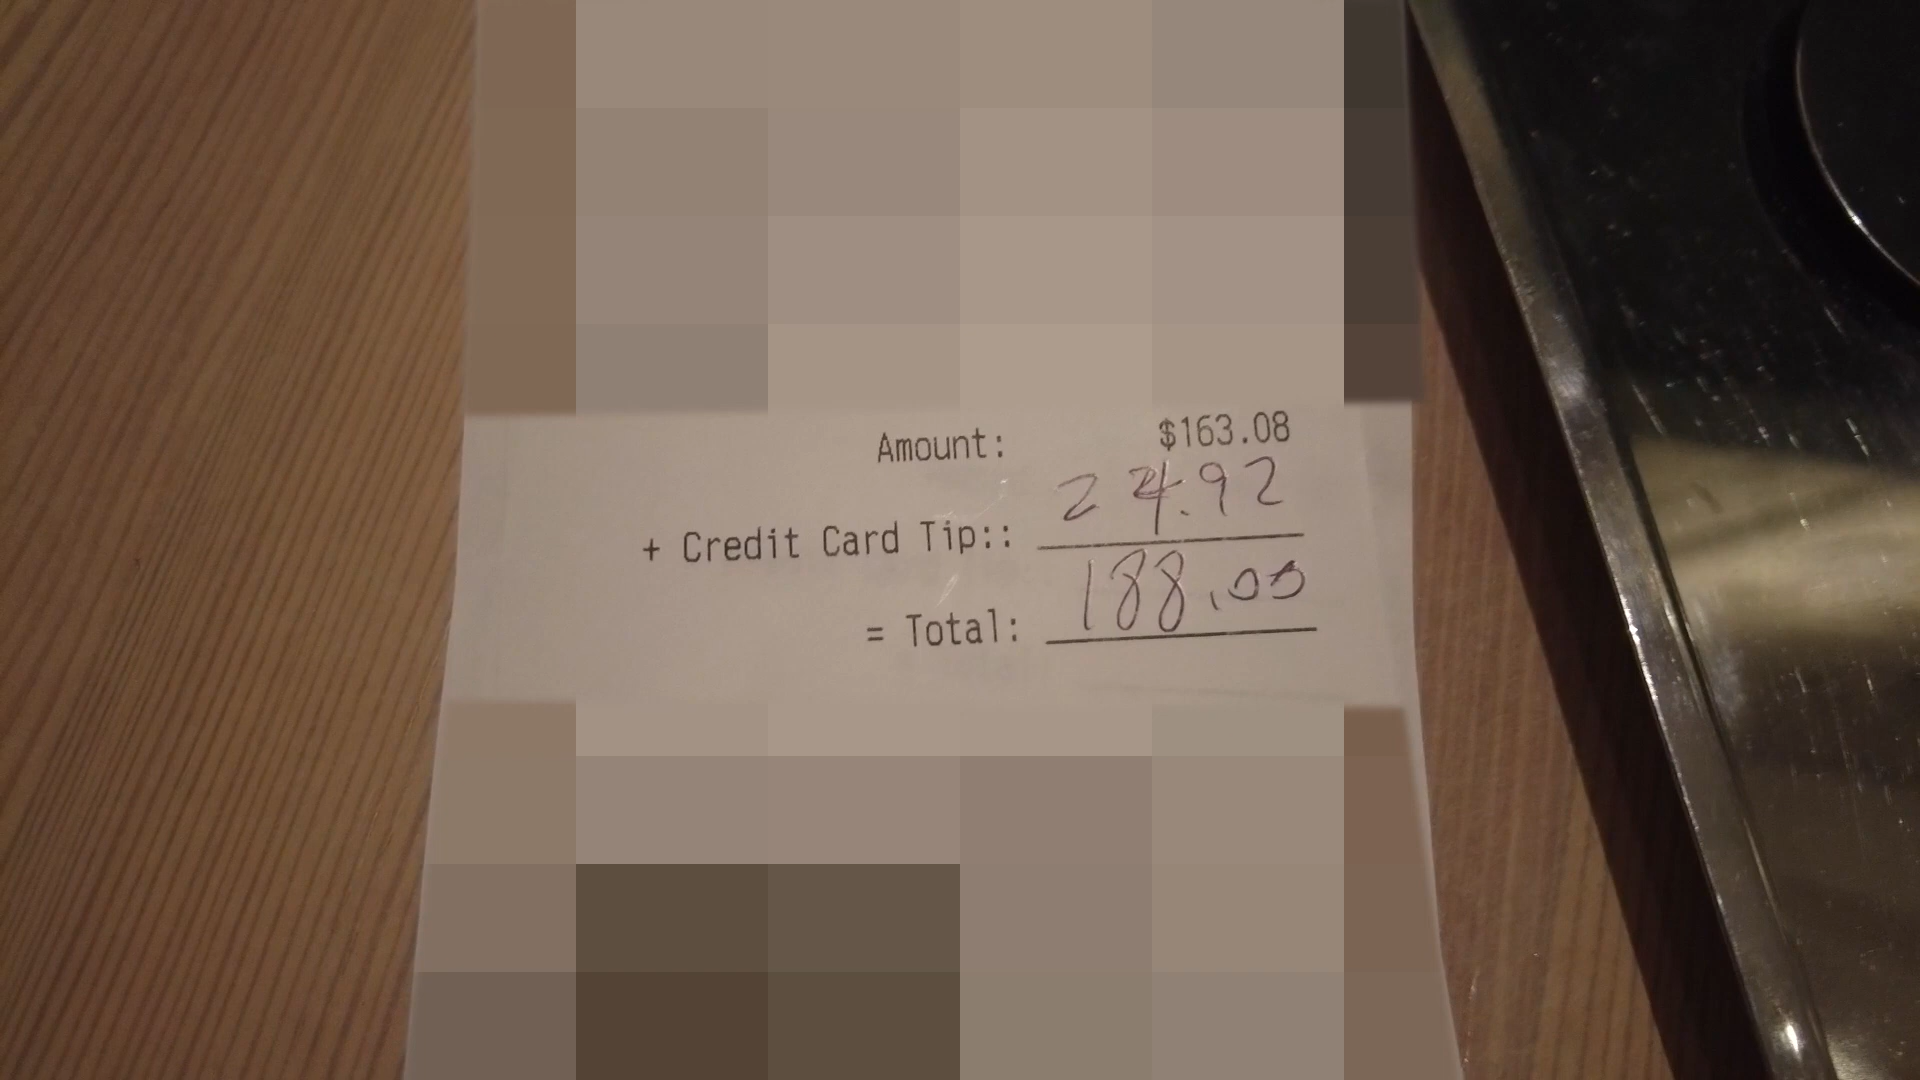 Amount: $163.08
+ Credit Card Tip:: 24.92
= Total: 188.00